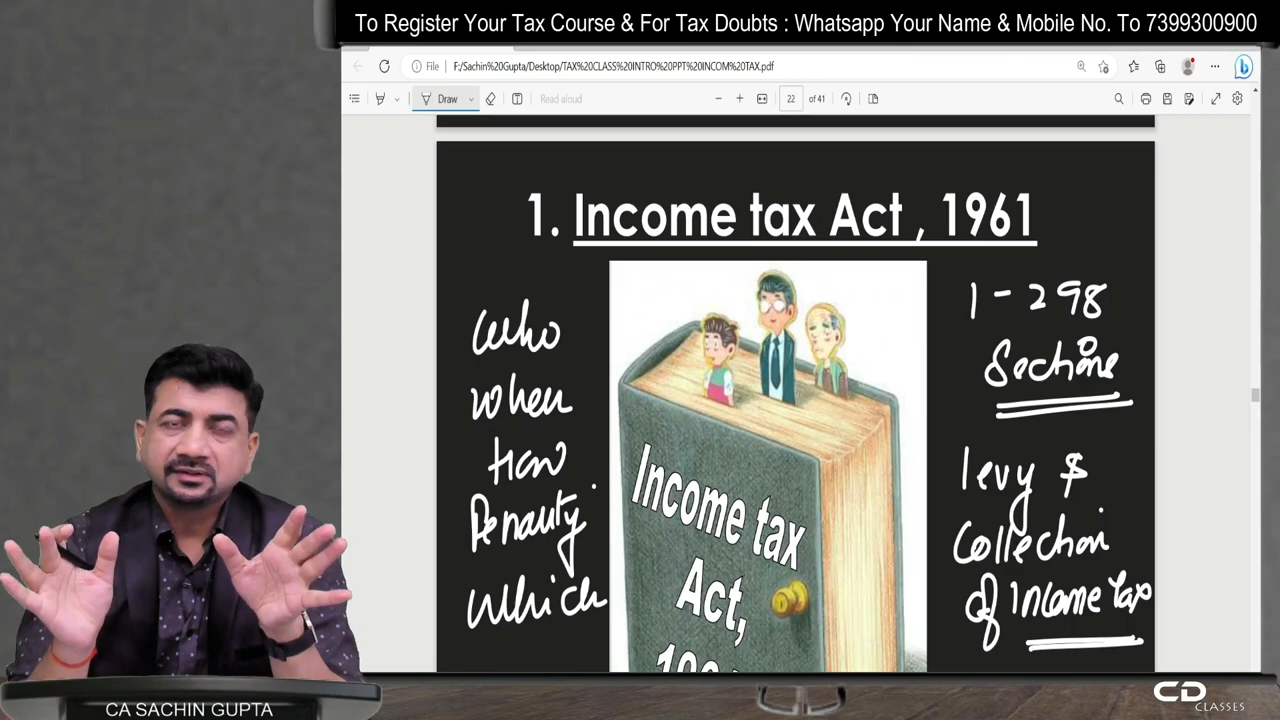 To Register Your Tax Course & For Tax Doubts : Whatsapp Your Name & Mobile No. To 7399300900
File F:/Sachin%20Gupta/Desktop/TAX%20CLASS%20INTRO%20PPT%20INCOM%20TAX.pdf
Draw Read aloud 22 of 41
1. Income tax Act , 1961
Who
When
How
Penalty
Which
Income tax
Act,
1 - 298
Sections
levy &
Collection
of Income Tax
CA SACHIN GUPTA
CD
CLASSES